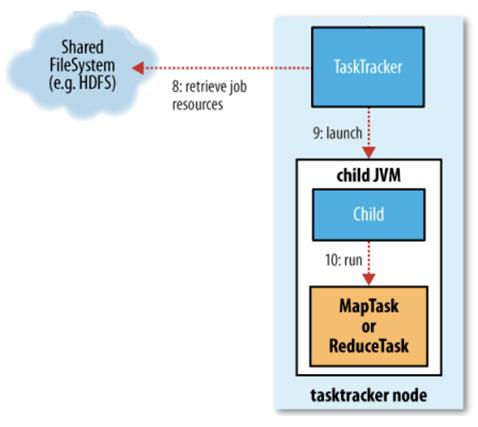 Shared
FileSystem
(e.g. HDFS)
8: retrieve job
resources
TaskTracker
9: launch
child JVM
Child
10: run
MapTask
or
ReduceTask
tasktracker node